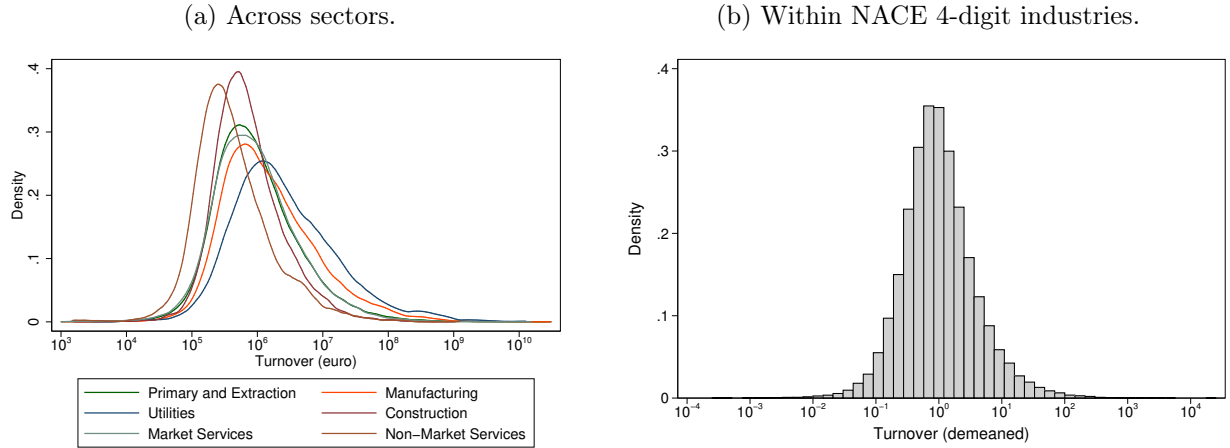 (a) Across sectors.
Density
.4
.3
.2
.1
0
10³ 10⁴ 10⁵ 10⁶ 10⁷ 10⁸ 10⁹ 10¹⁰
Turnover (euro)
Primary and Extraction Manufacturing
Utilities Construction
Market Services Non−Market Services
(b) Within NACE 4-digit industries.
Density
.4
.3
.2
.1
0
10⁻⁴ 10⁻³ 10⁻² 10⁻¹ 10⁰ 10¹ 10² 10³ 10⁴
Turnover (demeaned)